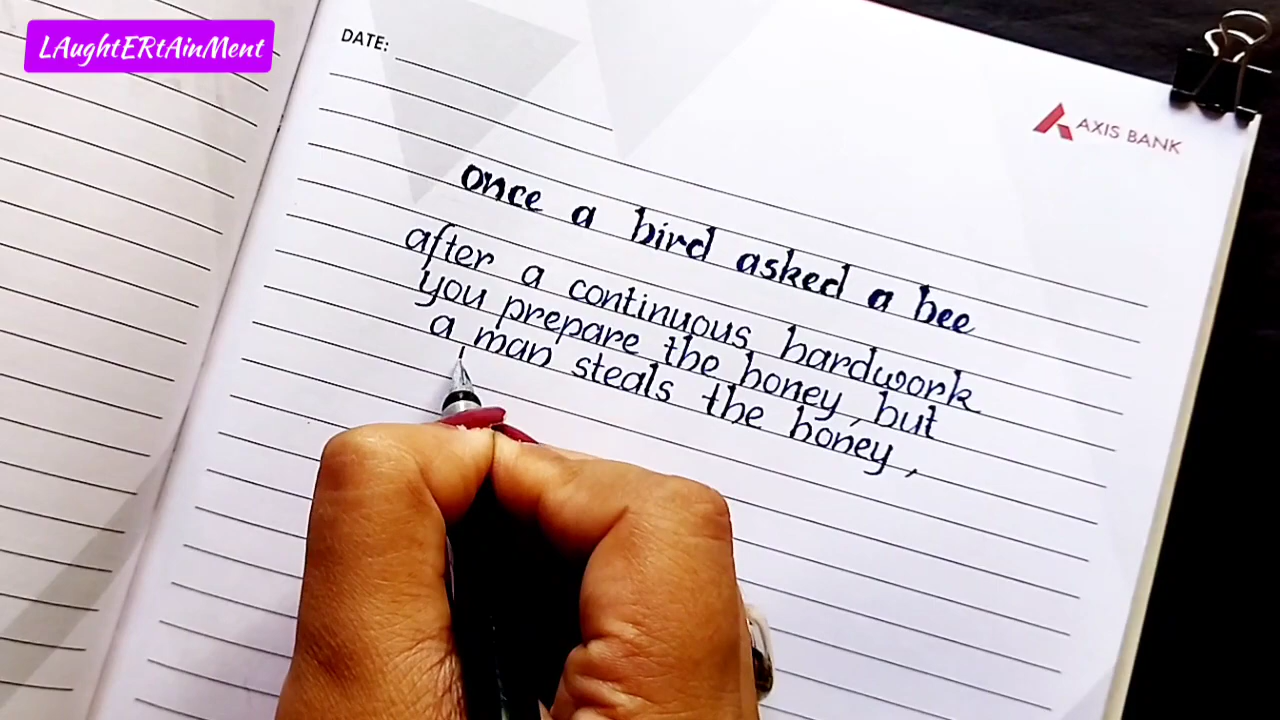 LAughtERtAinMent
DATE:
AXIS BANK
once a bird asked a bee
after a continuous hardwork
you prepare the honey, but
a man steals the honey,